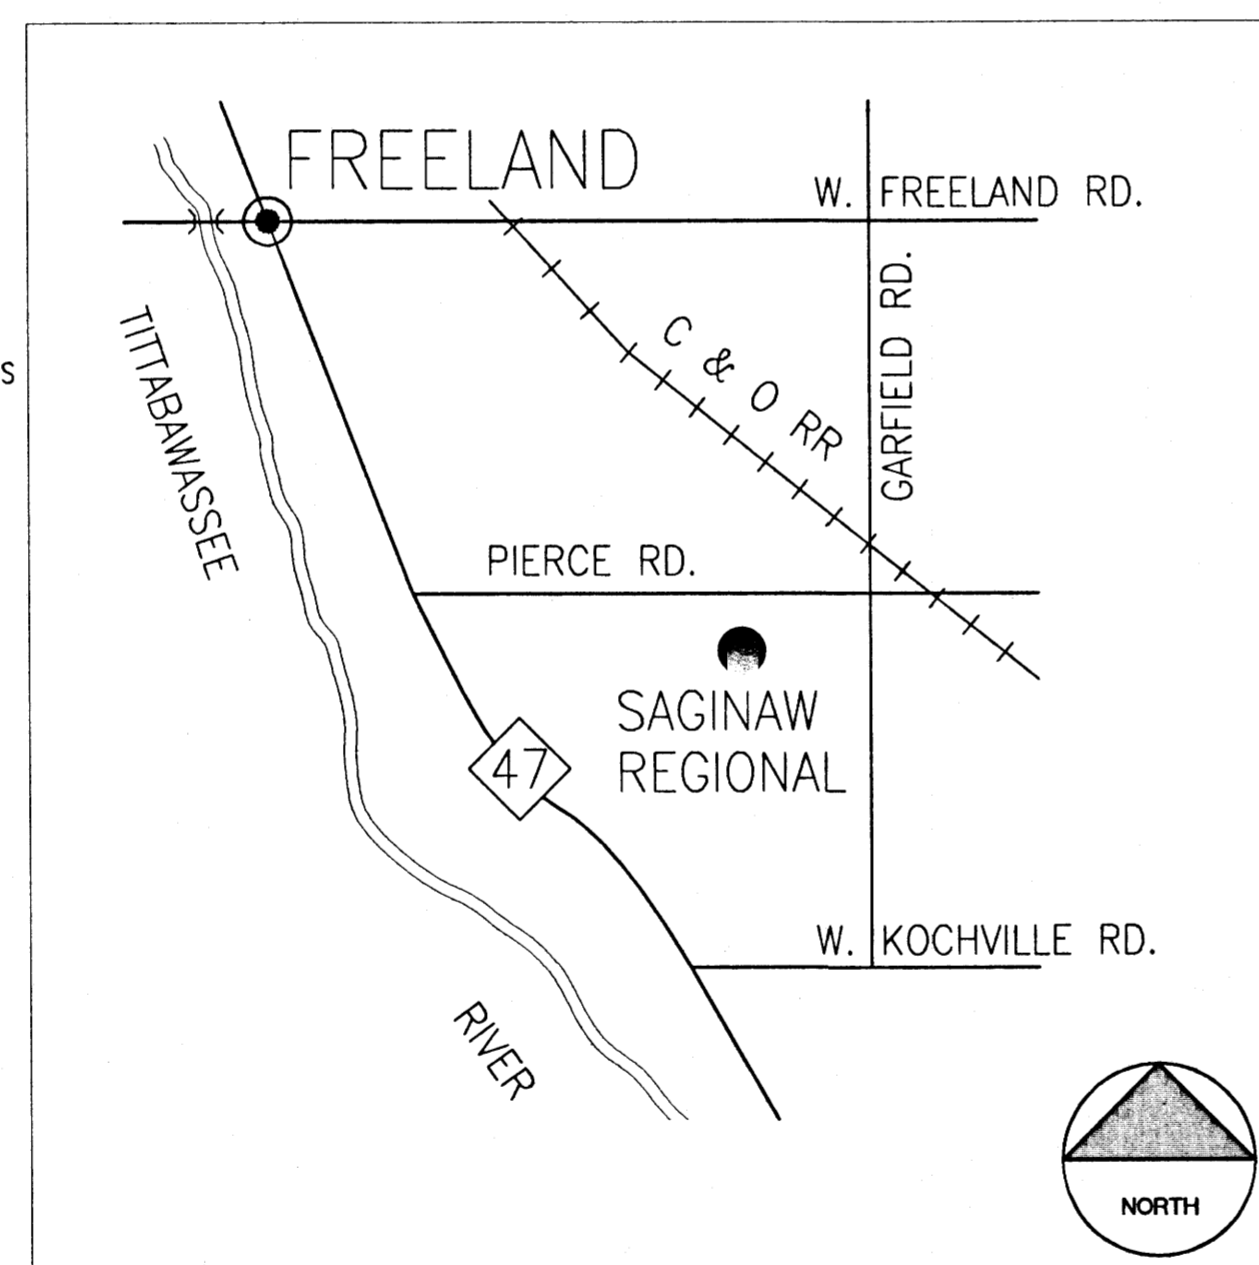 FREELAND
W. FREELAND RD.
GARFIELD RD.
S
TITTABAWASSEE
C & O RR
PIERCE RD.
SAGINAW
REGIONAL
47
W. KOCHVILLE RD.
RIVER
NORTH